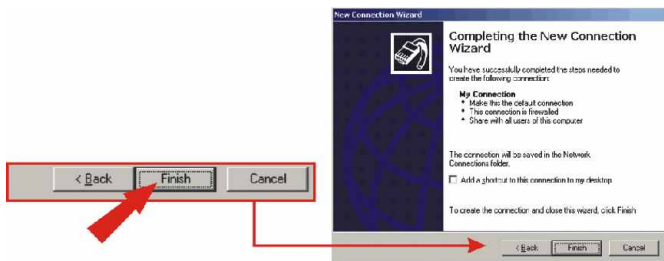 New Connection Wizard
Completing the New Connection
Wizard
You have successfully completed the steps needed to
create the following connection:
My Connection
* Make this the default connection
* This connection is firewalled
* Share with all users of this computer
The connection will be saved in the Network
Connections folder.
Add a shortcut to this connection to my desktop
To create the connection and close this wizard, click Finish
< Back Finish Cancel
< Back Finish Cancel